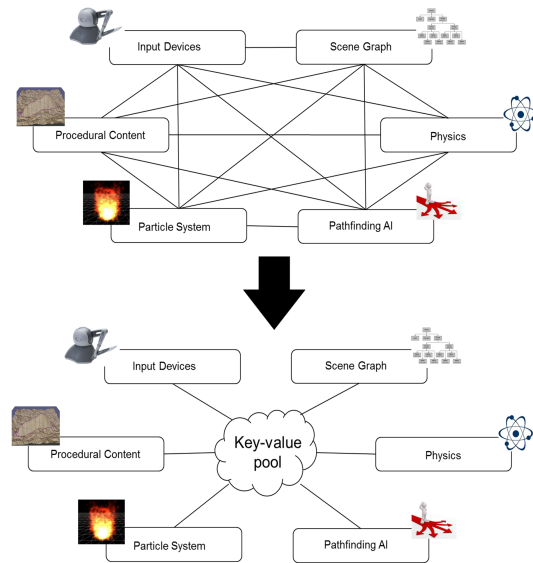 Input Devices
Scene Graph
Procedural Content
Physics
Particle System
Pathfinding AI
Input Devices
Scene Graph
Key-value
pool
Procedural Content
Physics
Particle System
Pathfinding AI